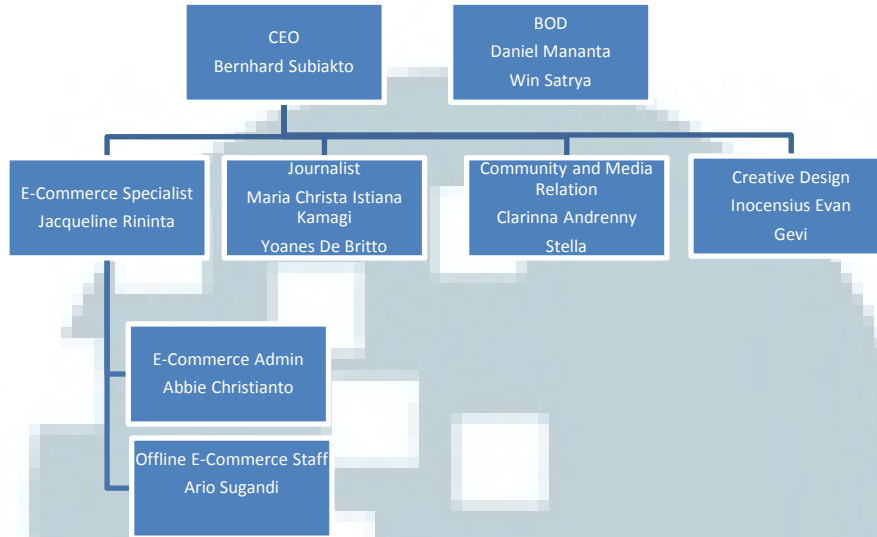 CEO
Bernhard Subiakto
BOD
Daniel Mananta
Win Satrya
E-Commerce Specialist
Jacqueline Rininta
Journalist
Maria Christa Istiana
Kamagi
Yoanes De Britto
Community and Media
Relation
Clarinna Andrenny
Stella
Creative Design
Inocensius Evan
Gevi
E-Commerce Admin
Abbie Christianto
Offline E-Commerce Staff
Ario Sugandi